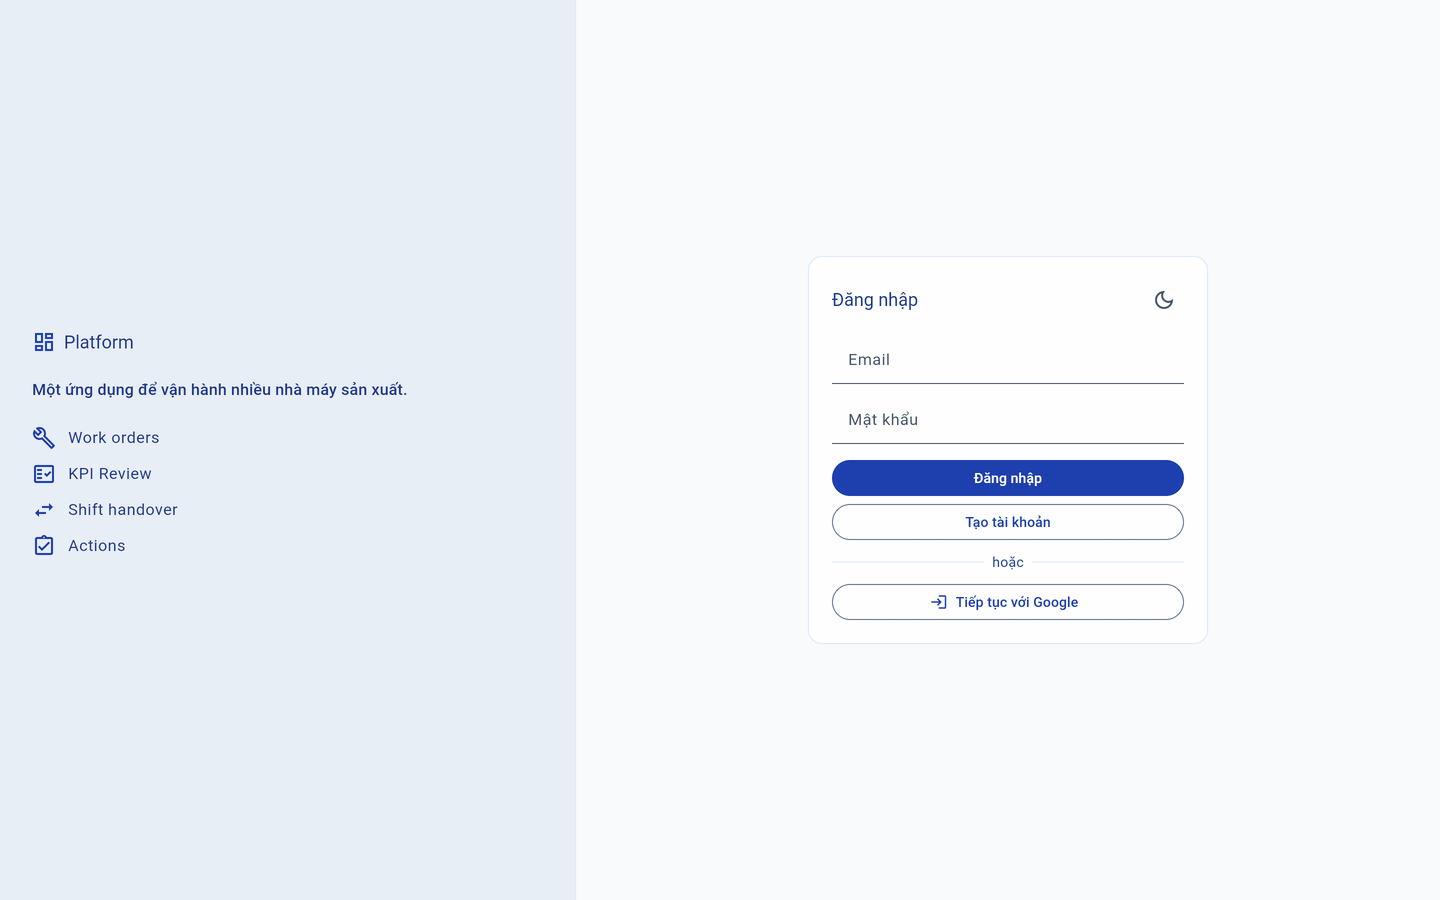 Platform
Một ứng dụng để vận hành nhiều nhà máy sản xuất.
Work orders
KPI Review
Shift handover
Actions
Đăng nhập
Email
Mật khẩu
Đăng nhập
Tạo tài khoản
hoặc
Tiếp tục với Google